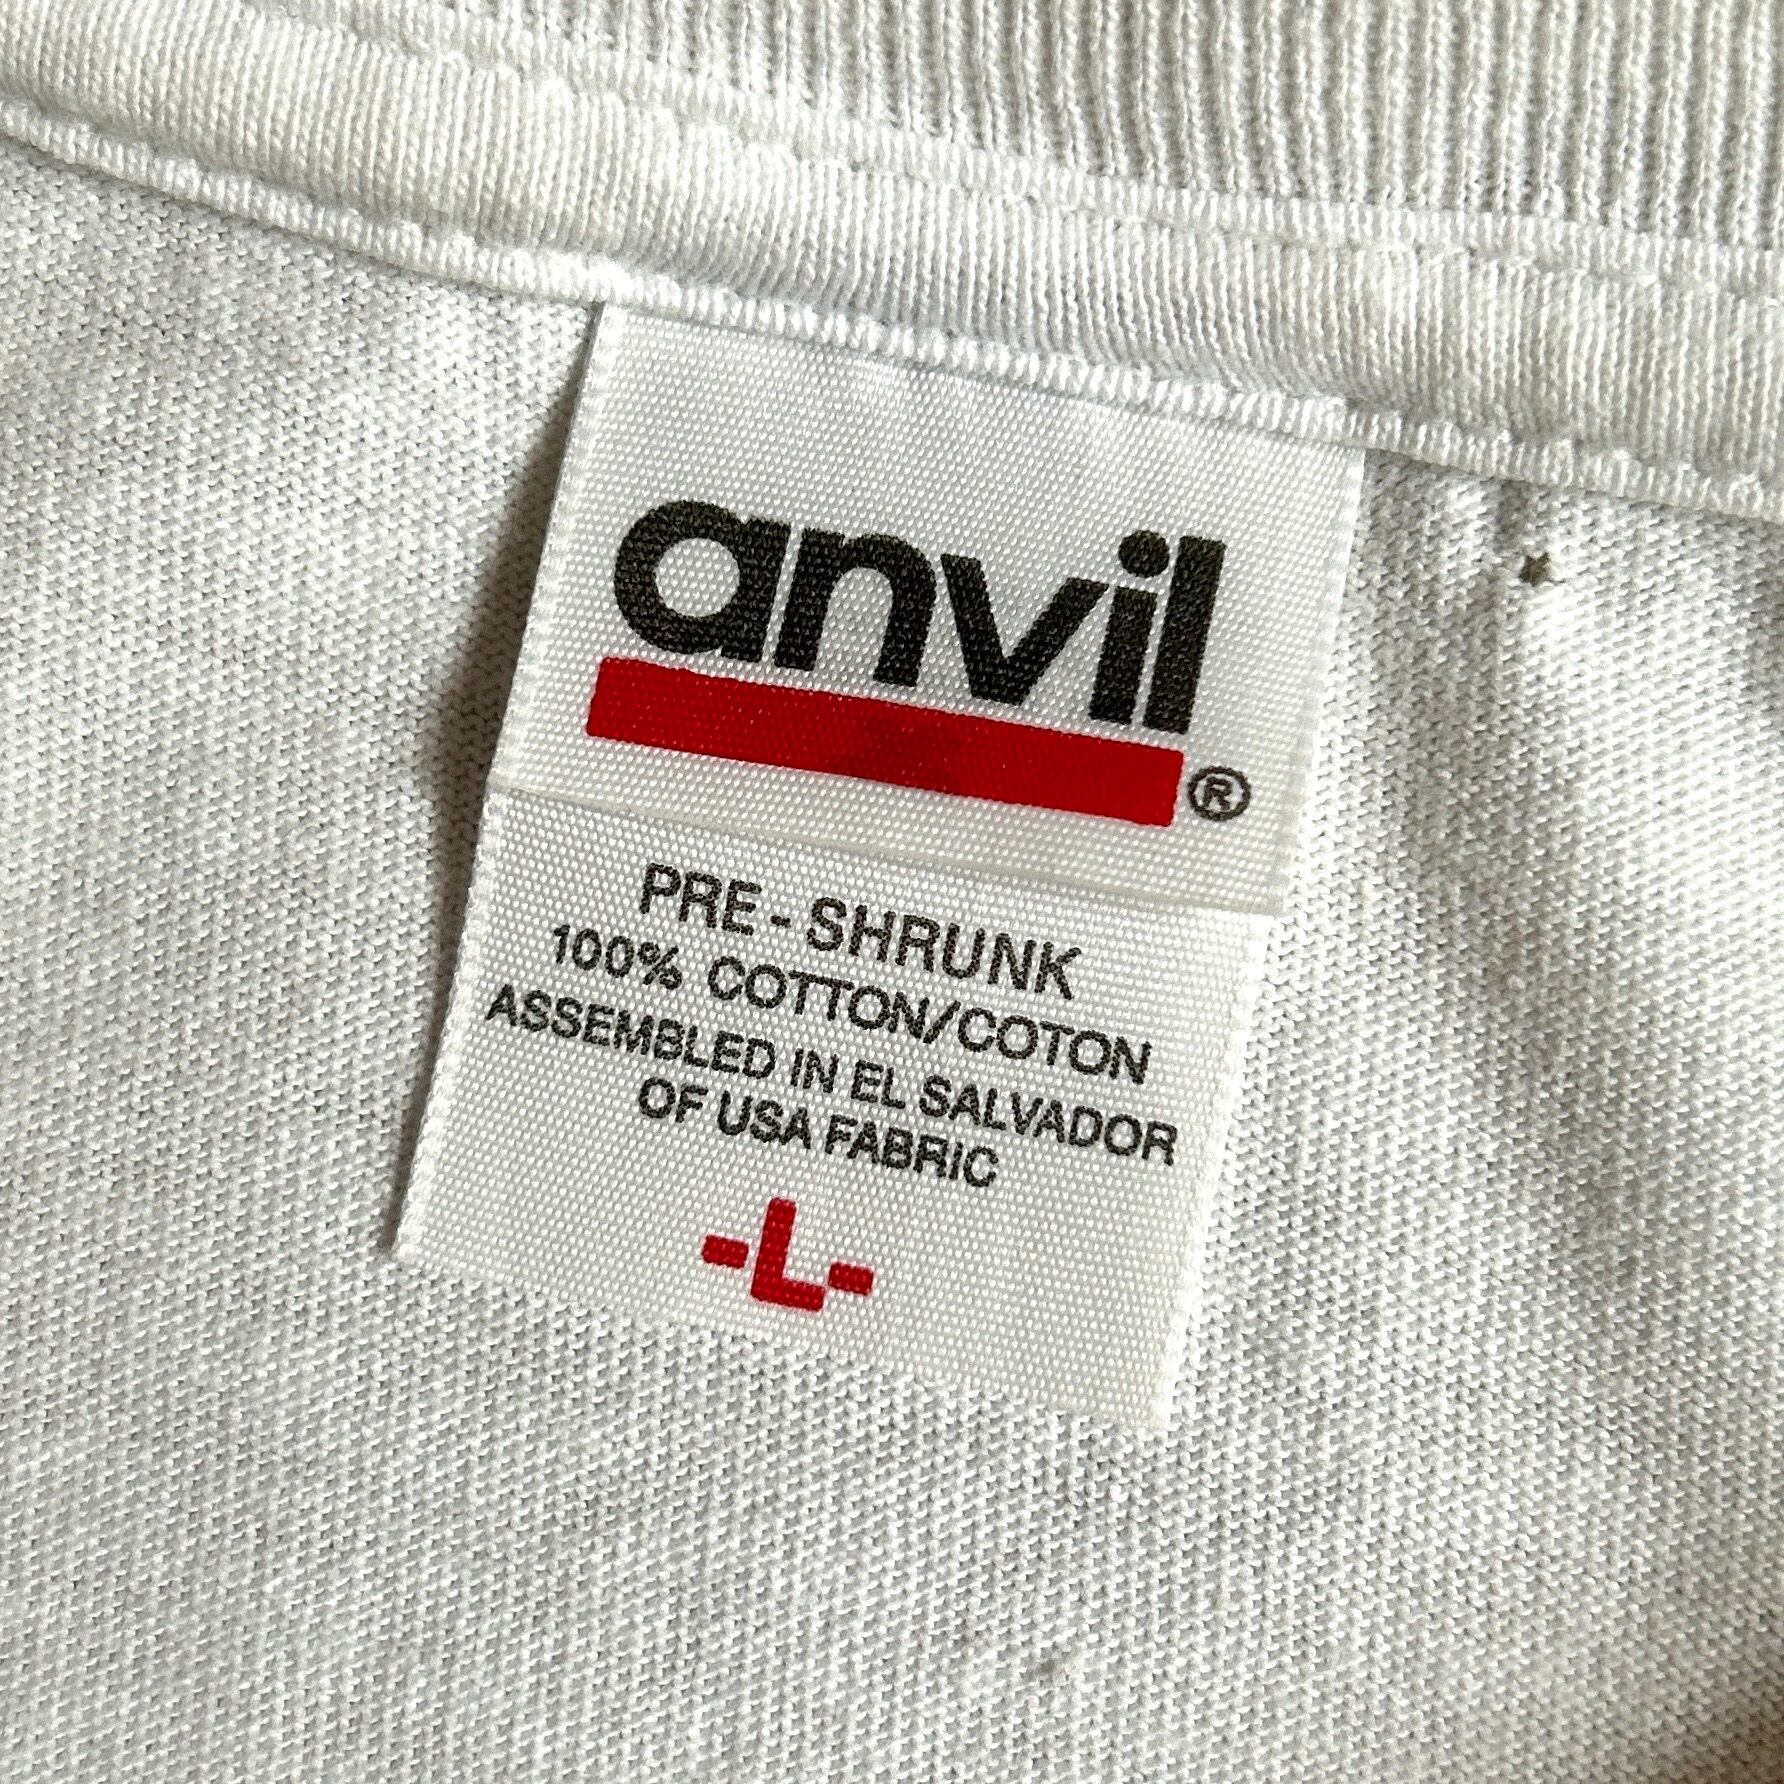 anvil®
PRE-SHRUNK
100% COTTON/COTON
ASSEMBLED IN EL SALVADOR
OF USA FABRIC
-L-